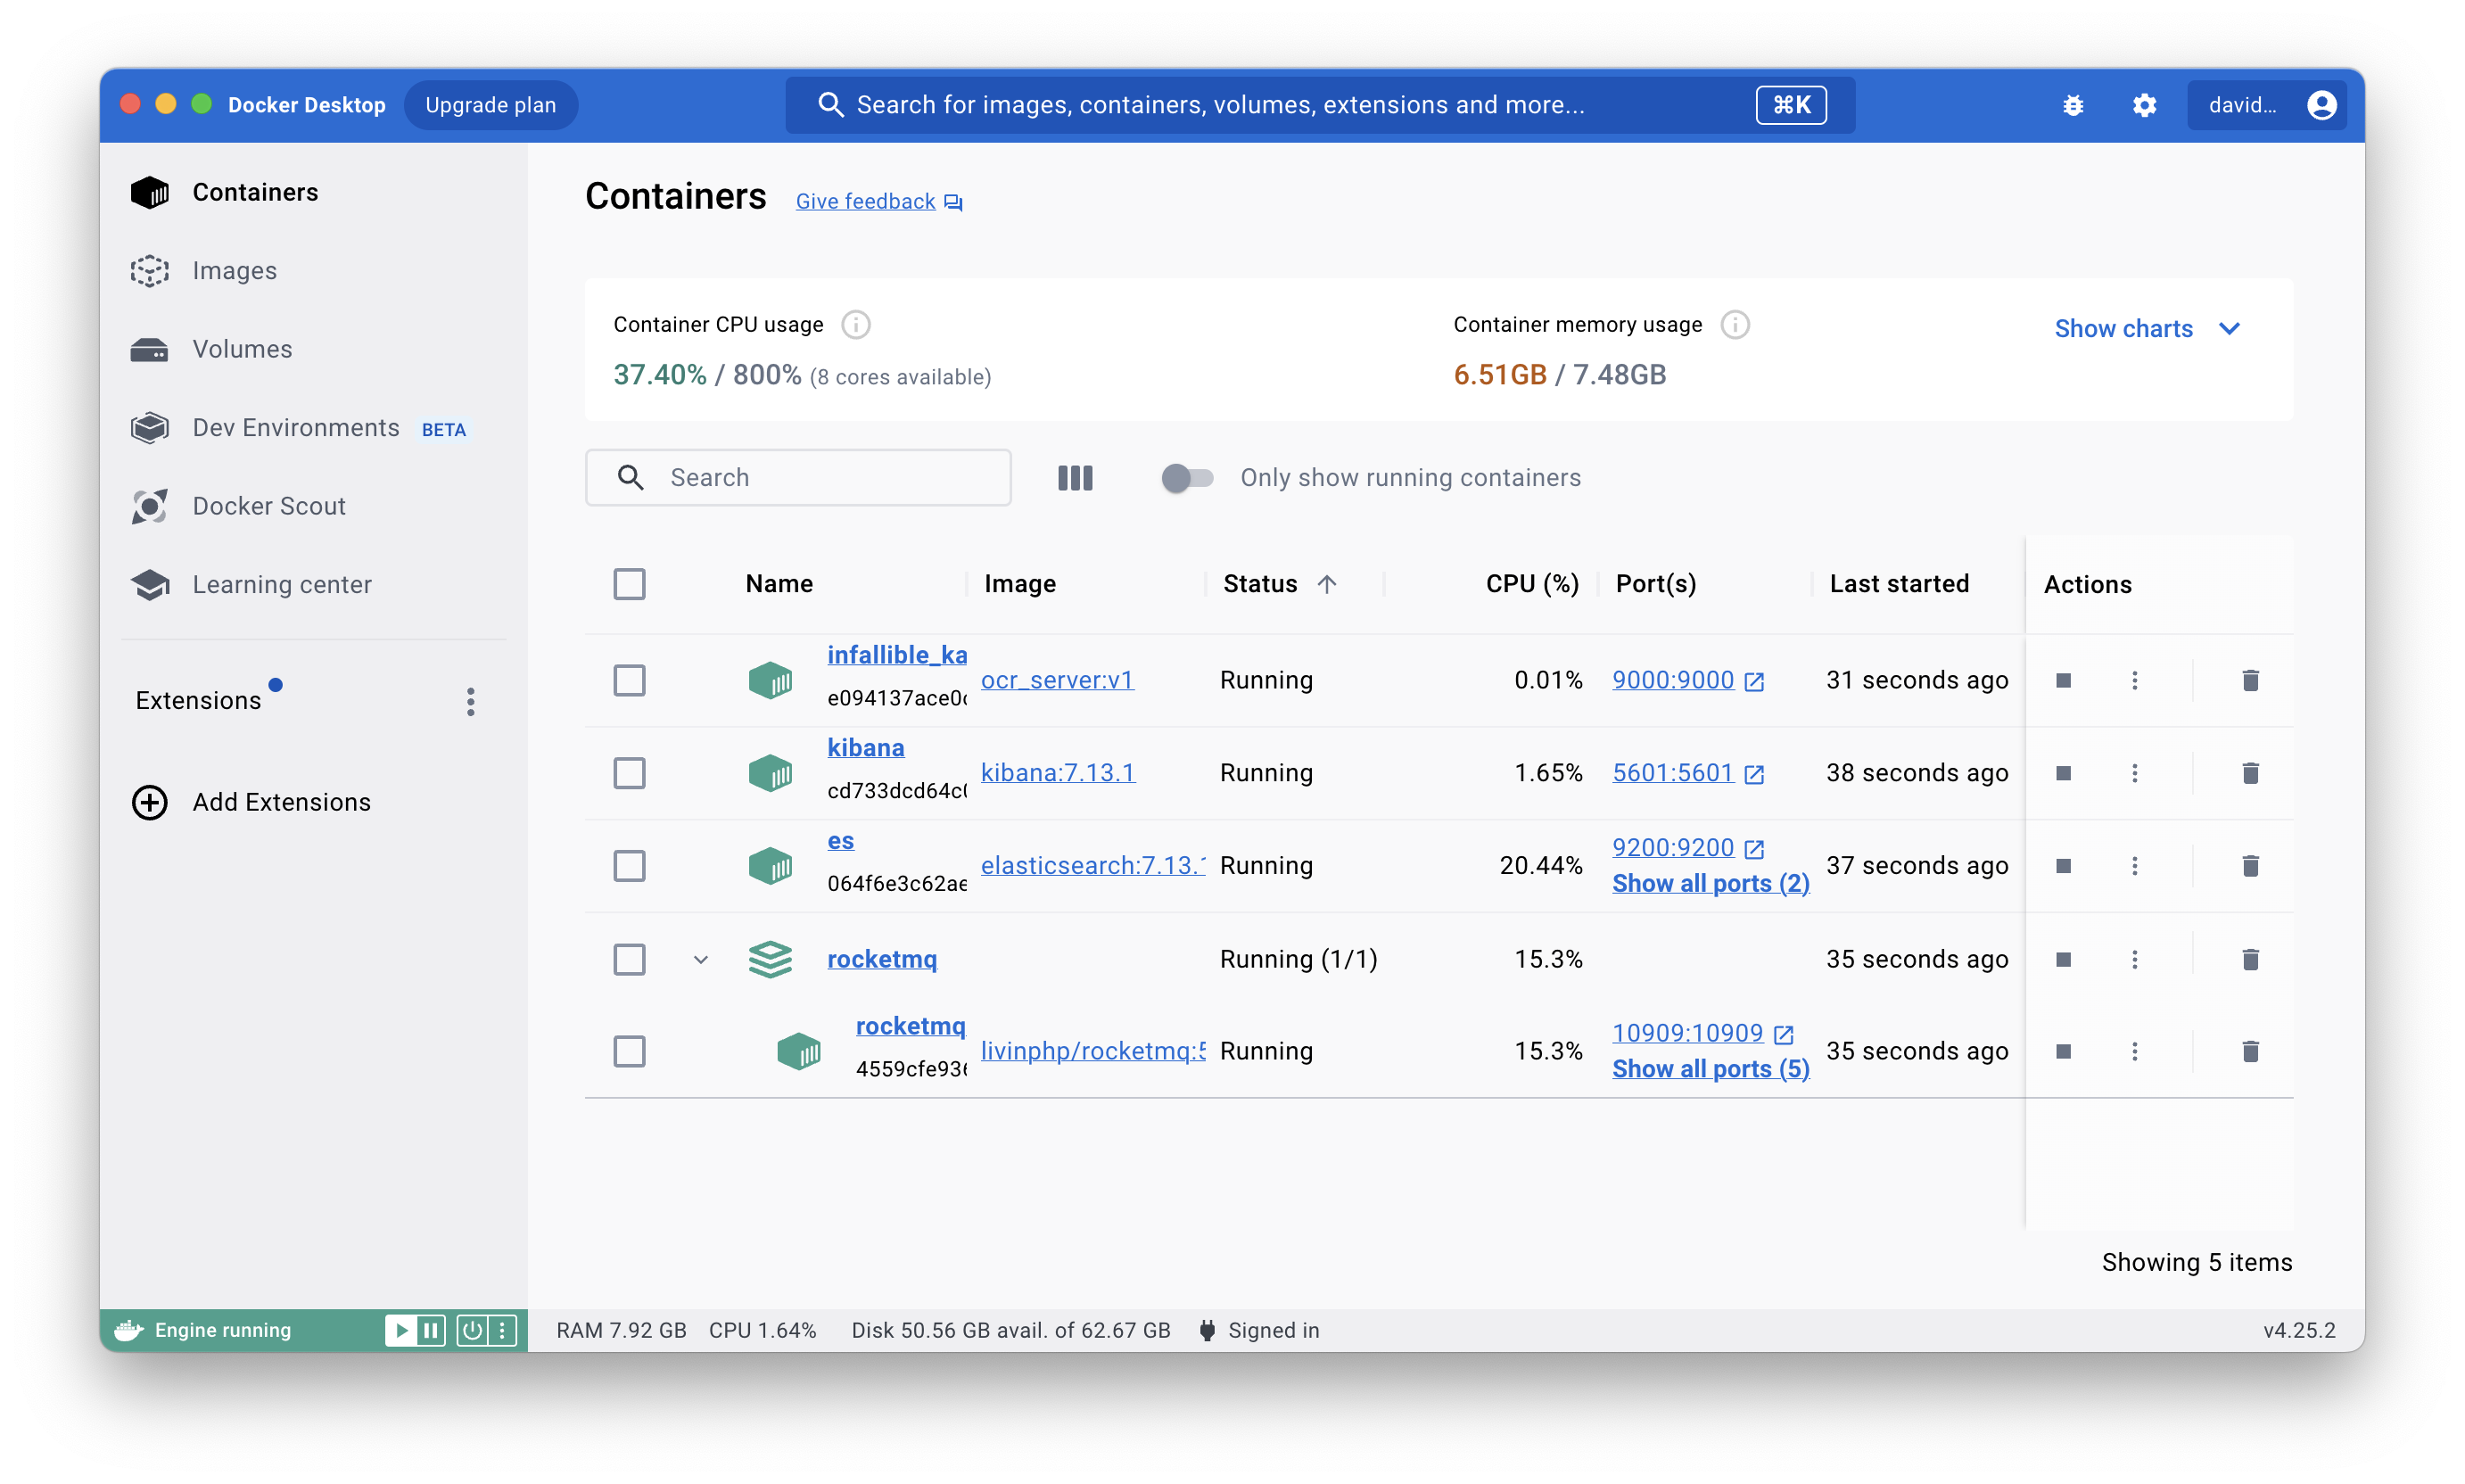 Docker Desktop
Upgrade plan
Search for images, containers, volumes, extensions and more...
⌘K
david...
Containers
Images
Volumes
Dev Environments BETA
Docker Scout
Learning center
Extensions
Add Extensions
Containers
Give feedback
Container CPU usage
37.40% / 800% (8 cores available)
Container memory usage
6.51GB / 7.48GB
Show charts
Search
Only show running containers
Name Image Status CPU (%) Port(s) Last started Actions
infallible_ka
e094137ace0c
ocr_server:v1 Running 0.01% 9000:9000 31 seconds ago
kibana
cd733dcd64c0
kibana:7.13.1 Running 1.65% 5601:5601 38 seconds ago
es
064f6e3c62ae
elasticsearch:7.13.1 Running 20.44% 9200:9200 37 seconds ago
Show all ports (2)
rocketmq Running (1/1) 15.3% 35 seconds ago
rocketmq
4559cfe936
livinphp/rocketmq:5 Running 15.3% 10909:10909 35 seconds ago
Show all ports (5)
Showing 5 items
Engine running
RAM 7.92 GB CPU 1.64% Disk 50.56 GB avail. of 62.67 GB Signed in
v4.25.2